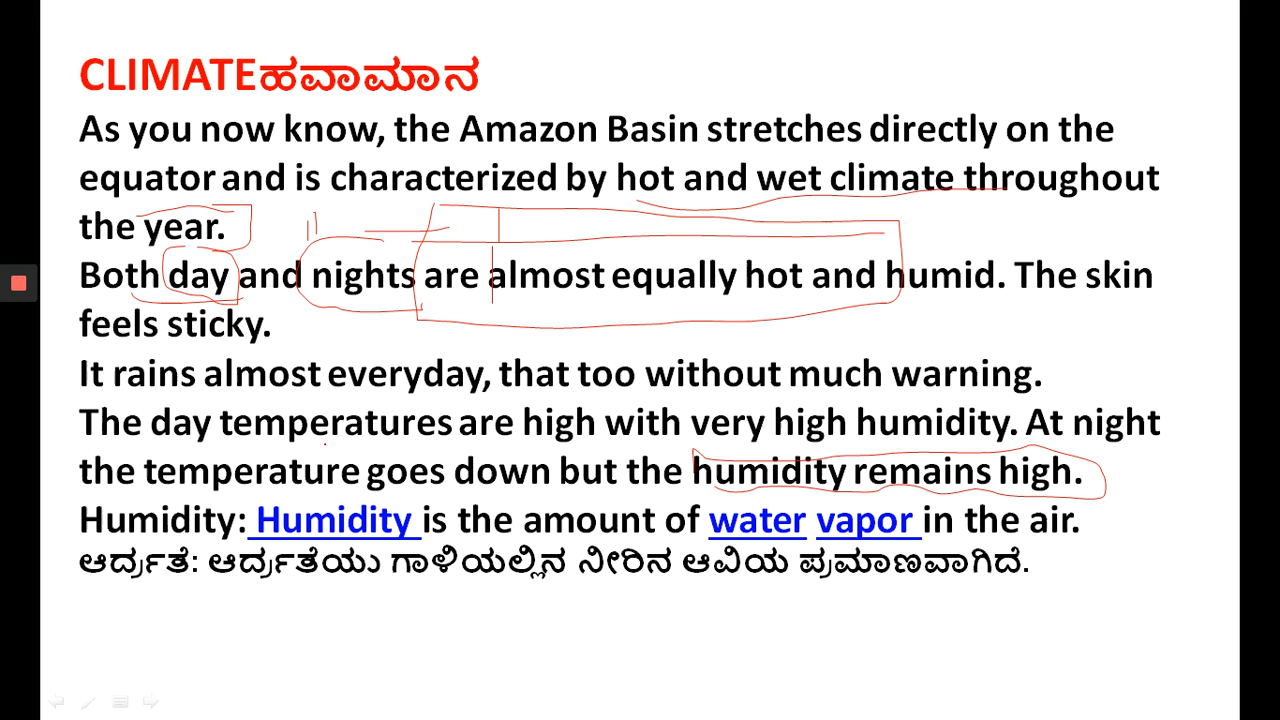 CLIMATEಹವಾಮಾನ
As you now know, the Amazon Basin stretches directly on the
equator and is characterized by hot and wet climate throughout
the year.
Both day and nights are almost equally hot and humid. The skin
feels sticky.
It rains almost everyday, that too without much warning.
The day temperatures are high with very high humidity. At night
the temperature goes down but the humidity remains high.
Humidity: Humidity is the amount of water vapor in the air.
ಆರ್ದ್ರತೆ: ಆರ್ದ್ರತೆಯು ಗಾಳಿಯಲ್ಲಿನ ನೀರಿನ ಆವಿಯ ಪ್ರಮಾಣವಾಗಿದೆ.